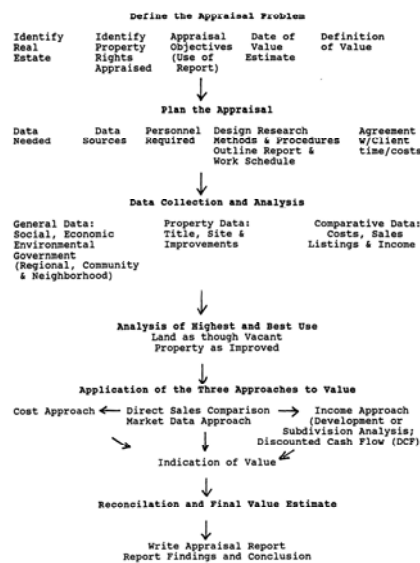 Define the Appraisal Problem
Identify Identify Appraisal Date of Definition
Real Property Objectives Value of Value
Estate Rights (Use of Estimate
Appraised Report)
Plan the Appraisal
Data Data Personnel Design Research Agreement
Needed Sources Required Methods & Procedures W/Client
Outline Report & time/costs
Work Schedule
Data Collection and Analysis
General Data: Property Data: Comparative Data:
Social, Economic Title, Site & Costs, Sales
Environmental Improvements Listings & Income
Government
(Regional, Community
& Neighborhood)
Analysis of Highest and Best Use
Land as though Vacant
Property as Improved
Application of the Three Approaches to Value
Cost Approach Direct Sales Comparison Income Approach
Market Data Approach (Development or
Subdivision Analysis;
Discounted Cash Flow (DCF)
Indication of Value
Reconcilation and Final Value Estimate
Write Appraisal Report
Report Findings and Conclusion